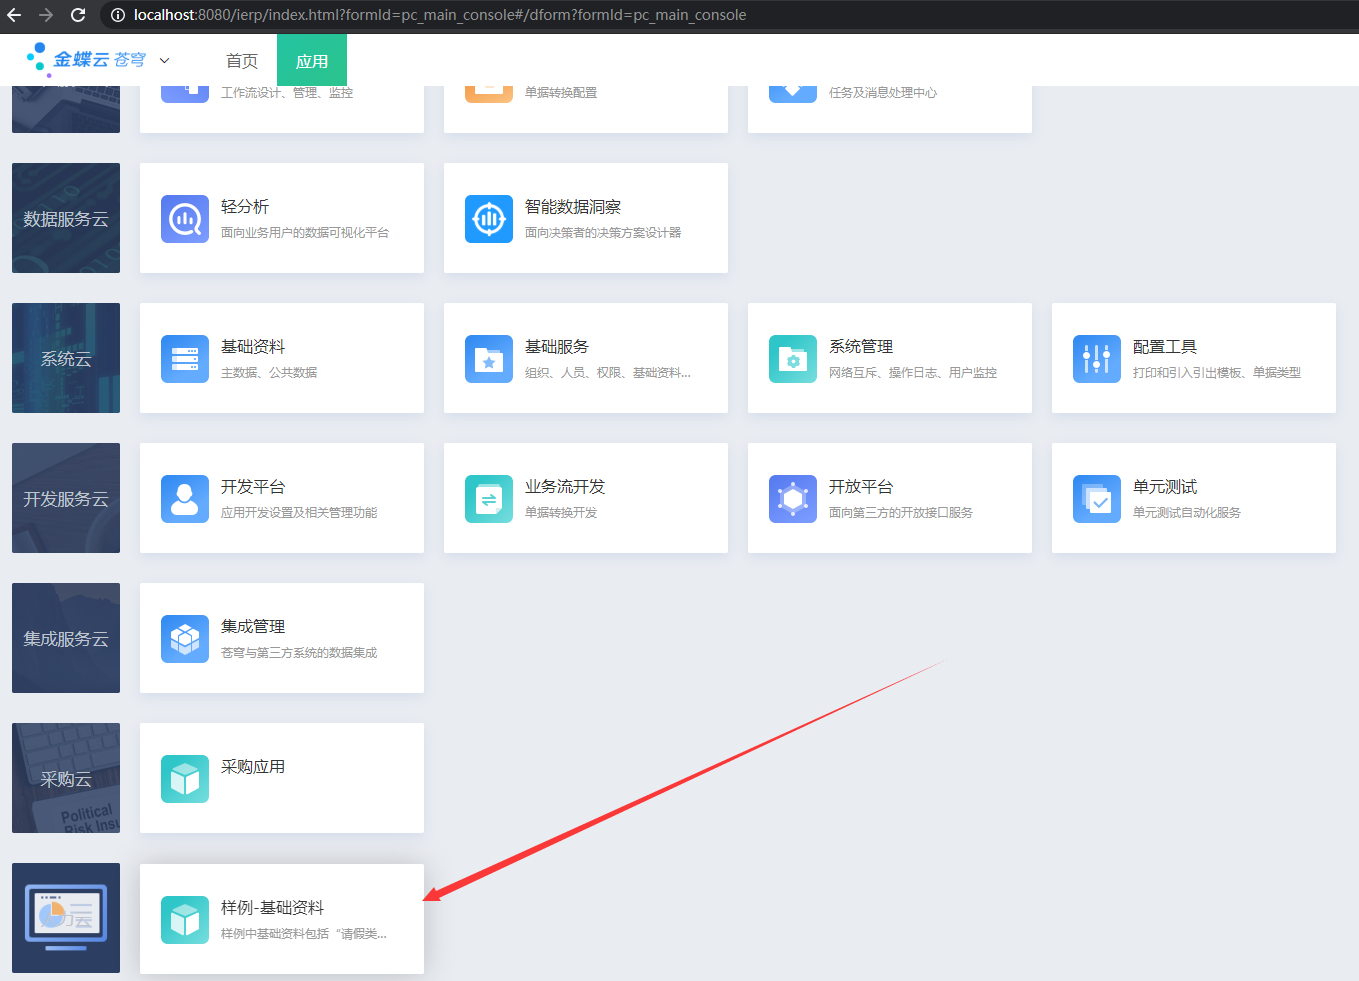 localhost:8080/ierp/index.html?formId=pc_main_console#/dform?formId=pc_main_console
金蝶云 苍穹
首页
应用
工作流设计、管理、监控
单据转换配置
任务及消息处理中心
数据服务云
轻分析
面向业务用户的数据可视化平台
智能数据洞察
面向决策者的决策方案设计器
系统云
基础资料
主数据、公共数据
基础服务
组织、人员、权限、基础资料...
系统管理
网络互斥、操作日志、用户监控
配置工具
打印和引入引出模板、单据类型
开发服务云
开发平台
应用开发设置及相关管理功能
业务流开发
单据转换开发
开放平台
面向第三方的开放接口服务
单元测试
单元测试自动化服务
集成服务云
集成管理
苍穹与第三方系统的数据集成
采购云
Political
Risk Insu
采购应用
样例-基础资料
样例中基础资料包括“请假类...